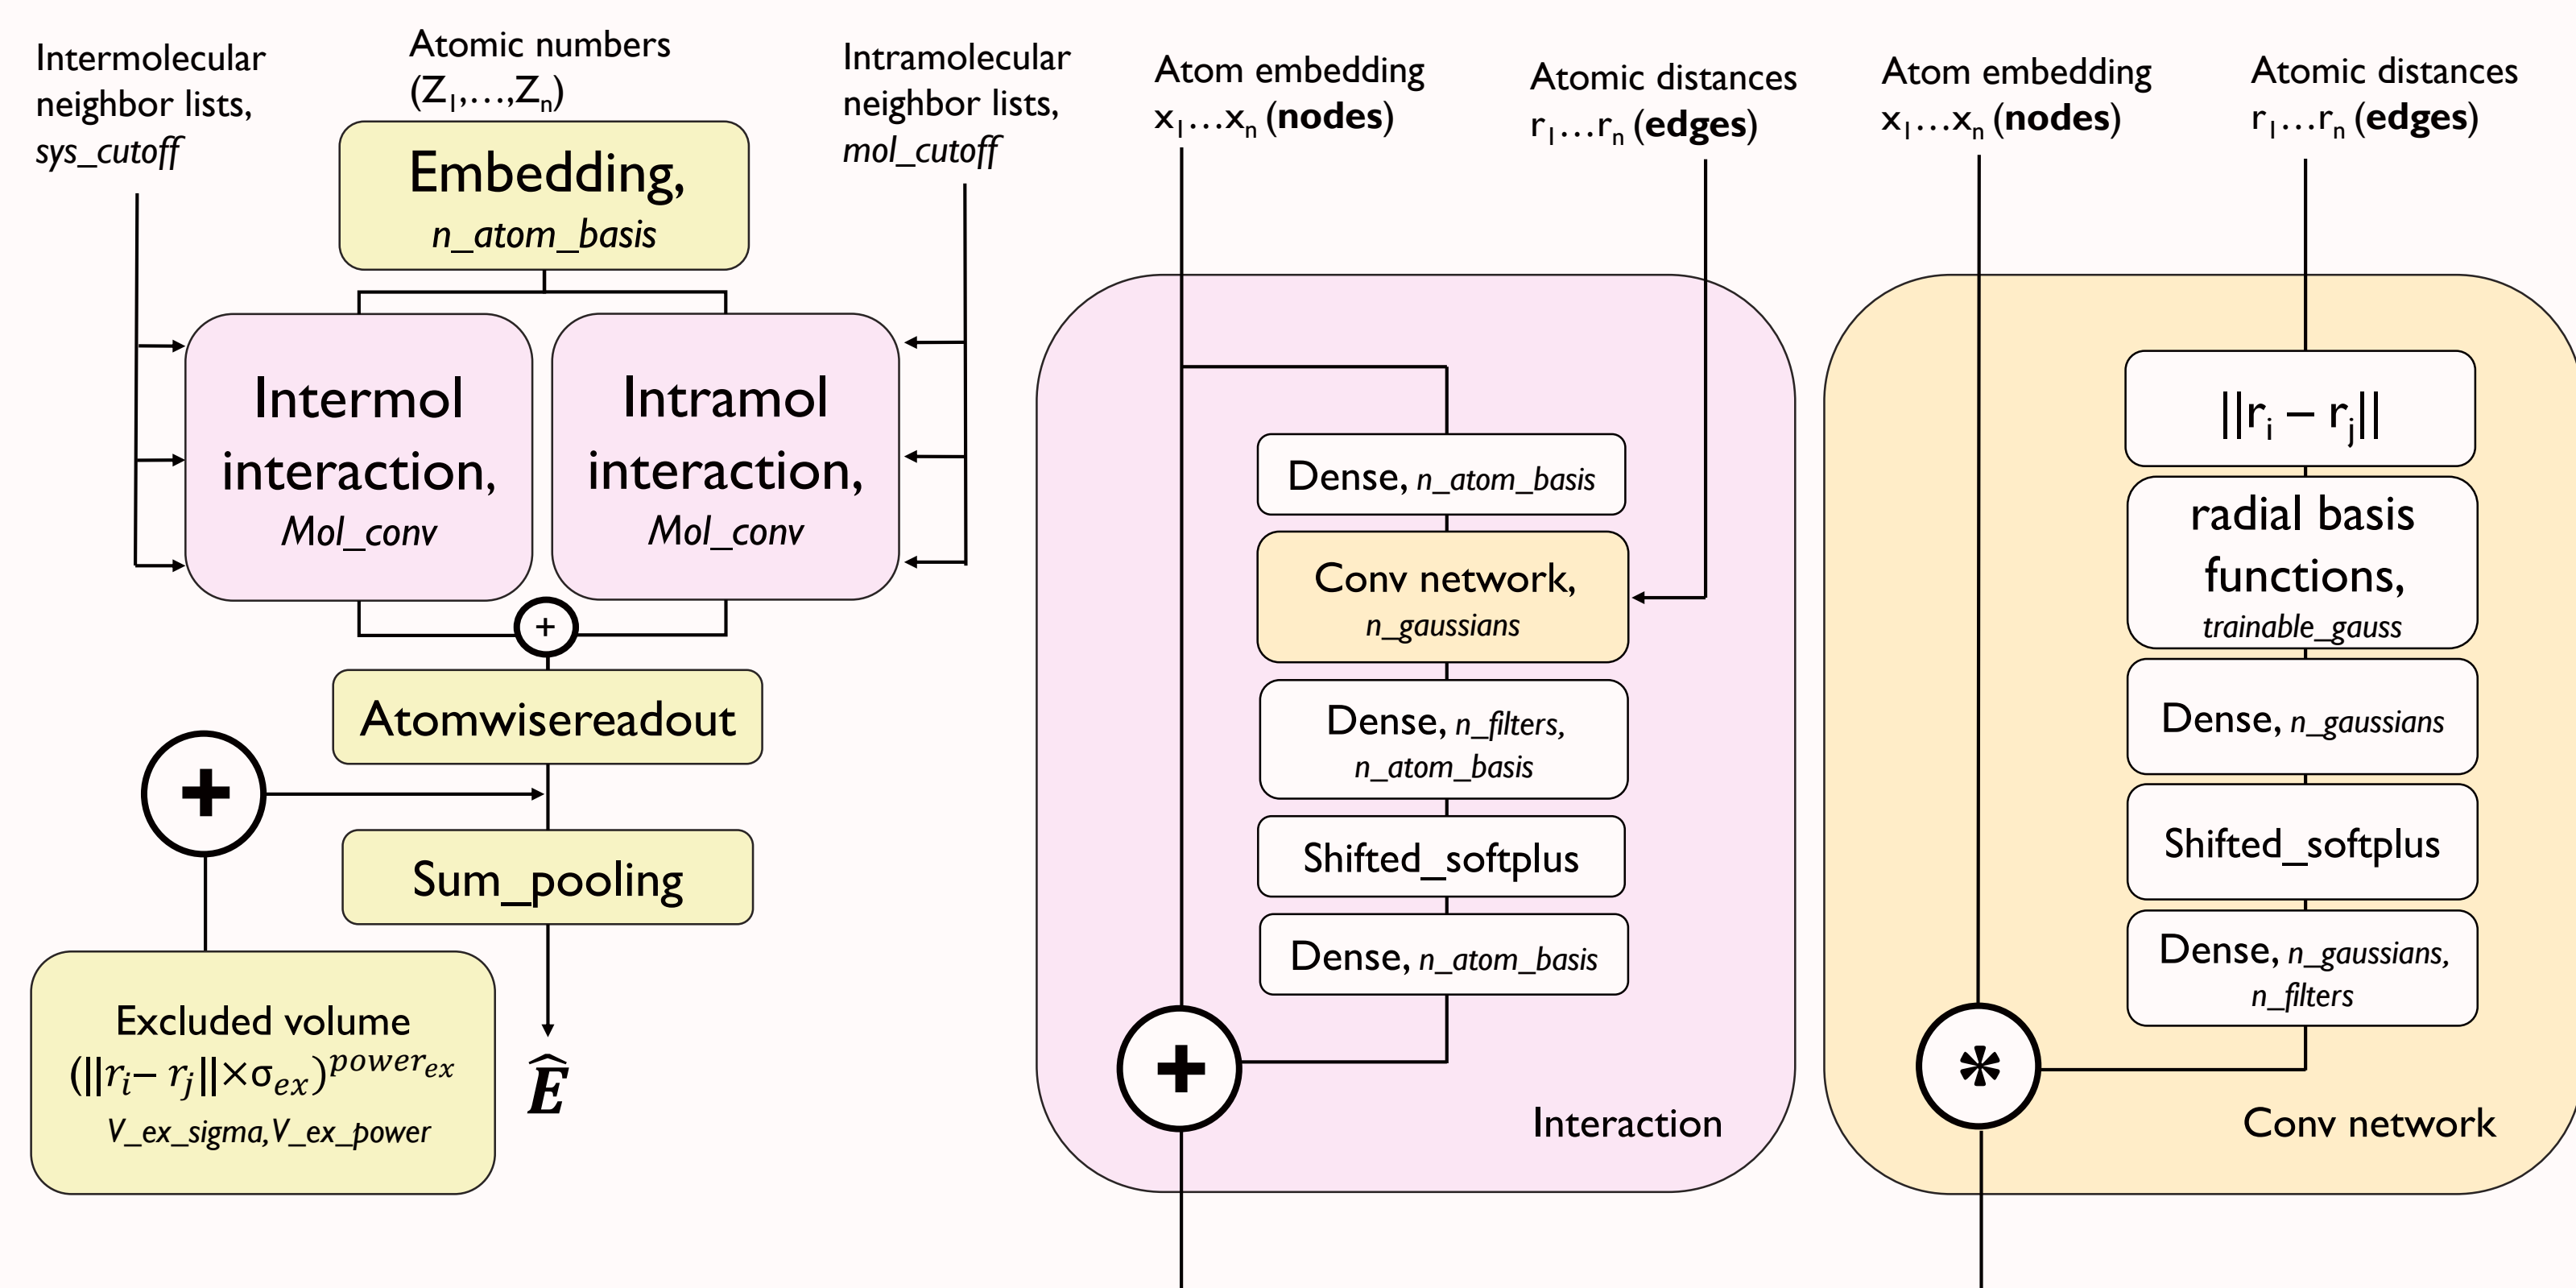 Intermolecular
neighbor lists,
sys_cutoff
Atomic numbers
(Z₁,…,Zₙ)
Intramolecular
neighbor lists,
mol_cutoff
Embedding,
n_atom_basis
Intermol
interaction,
Mol_conv
Intramol
interaction,
Mol_conv
+
Atomwisereadout
+
Sum_pooling
Excluded volume
(||rᵢ− rⱼ||×σₑₓ)^powerₑₓ
V_ex_sigma, V_ex_power
Ê
Atom embedding
x₁…xₙ (nodes)
Atomic distances
r₁…rₙ (edges)
Dense, n_atom_basis
Conv network,
n_gaussians
Dense, n_filters,
n_atom_basis
Shifted_softplus
Dense, n_atom_basis
+
Interaction
Atom embedding
x₁…xₙ (nodes)
Atomic distances
r₁…rₙ (edges)
||rᵢ – rⱼ||
radial basis
functions,
trainable_gauss
Dense, n_gaussians
Shifted_softplus
Dense, n_gaussians,
n_filters
*
Conv network